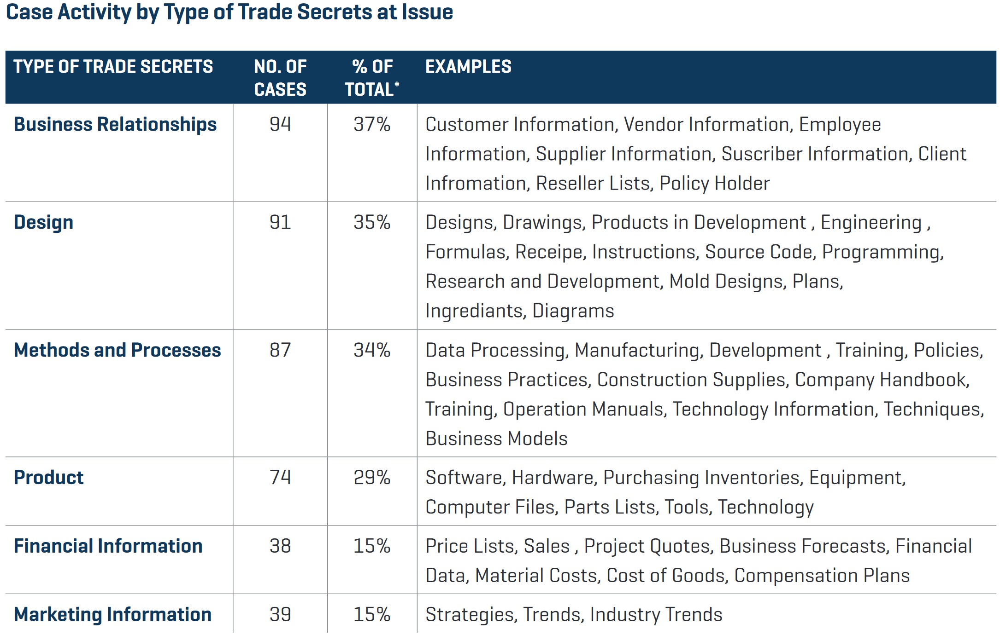 Case Activity by Type of Trade Secrets at Issue
TYPE OF TRADE SECRETS NO. OF CASES % OF TOTAL* EXAMPLES
Business Relationships 94 37% Customer Information, Vendor Information, Employee
Information, Supplier Information, Suscriber Information, Client
Infromation, Reseller Lists, Policy Holder
Design 91 35% Designs, Drawings, Products in Development , Engineering ,
Formulas, Receipe, Instructions, Source Code, Programming,
Research and Development, Mold Designs, Plans,
Ingrediants, Diagrams
Methods and Processes 87 34% Data Processing, Manufacturing, Development , Training, Policies,
Business Practices, Construction Supplies, Company Handbook,
Training, Operation Manuals, Technology Information, Techniques,
Business Models
Product 74 29% Software, Hardware, Purchasing Inventories, Equipment,
Computer Files, Parts Lists, Tools, Technology
Financial Information 38 15% Price Lists, Sales , Project Quotes, Business Forecasts, Financial
Data, Material Costs, Cost of Goods, Compensation Plans
Marketing Information 39 15% Strategies, Trends, Industry Trends